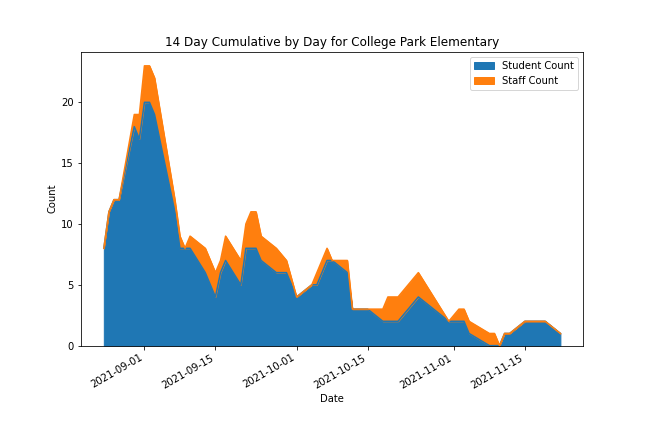 14 Day Cumulative by Day for College Park Elementary
Student Count
Staff Count
Count
20
15
10
5
0
2021-09-01
2021-09-15
2021-10-01
2021-10-15
2021-11-01
2021-11-15
Date